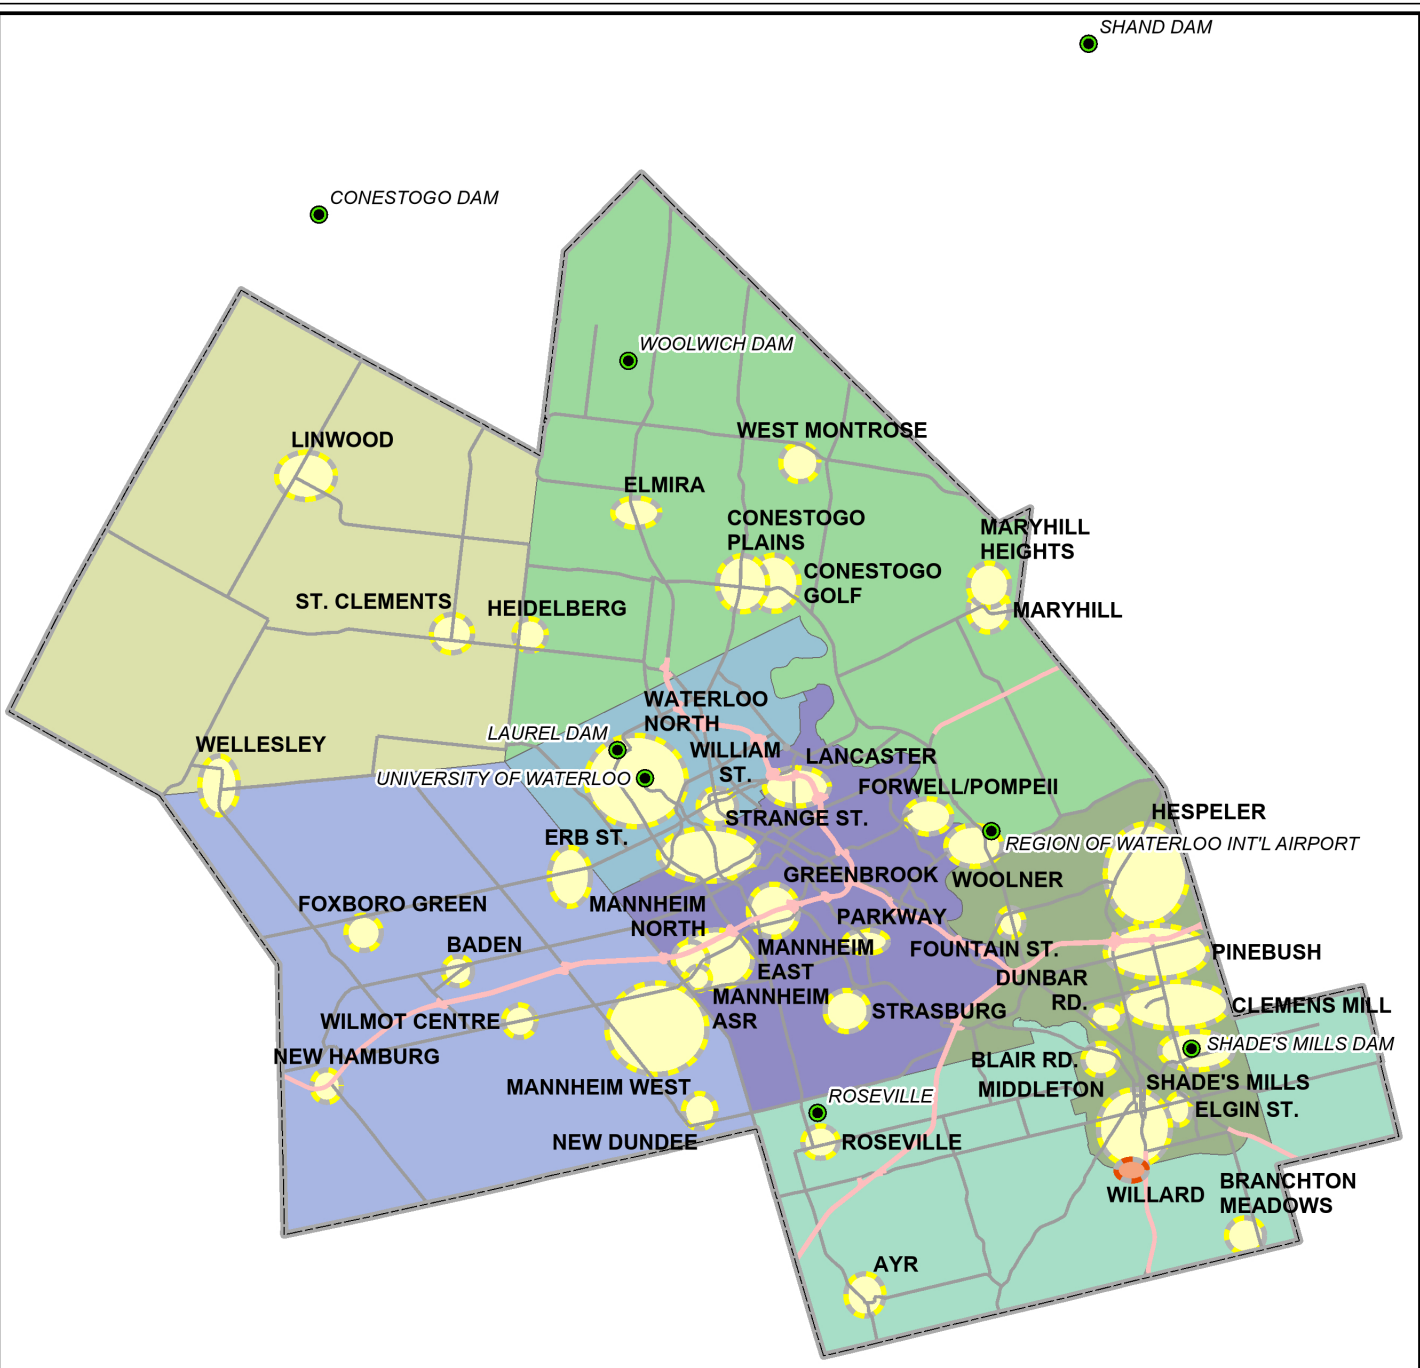 SHAND DAM
CONESTOGO DAM
WOOLWICH DAM
WEST MONTROSE
LINWOOD
ELMIRA
CONESTOGO
PLAINS
MARYHILL
HEIGHTS
CONESTOGO
GOLF
ST. CLEMENTS
HEIDELBERG
MARYHILL
WATERLOO
NORTH
LAUREL DAM
WELLESLEY
WILLIAM
ST.
LANCASTER
UNIVERSITY OF WATERLOO
FORWELL/POMPEII
HESPELER
STRANGE ST.
ERB ST.
REGION OF WATERLOO INT'L AIRPORT
GREENBROOK
WOOLNER
FOXBORO GREEN
MANNHEIM
NORTH
PARKWAY
BADEN
MANNHEIM
EAST
FOUNTAIN ST.
PINEBUSH
DUNBAR
RD.
MANNHEIM
ASR
STRASBURG
CLEMENS MILL
WILMOT CENTRE
SHADE'S MILLS DAM
NEW HAMBURG
BLAIR RD.
MANNHEIM WEST
MIDDLETON
SHADE'S MILLS
ROSEVILLE
ELGIN ST.
NEW DUNDEE
ROSEVILLE
WILLARD
BRANCHTON
MEADOWS
AYR